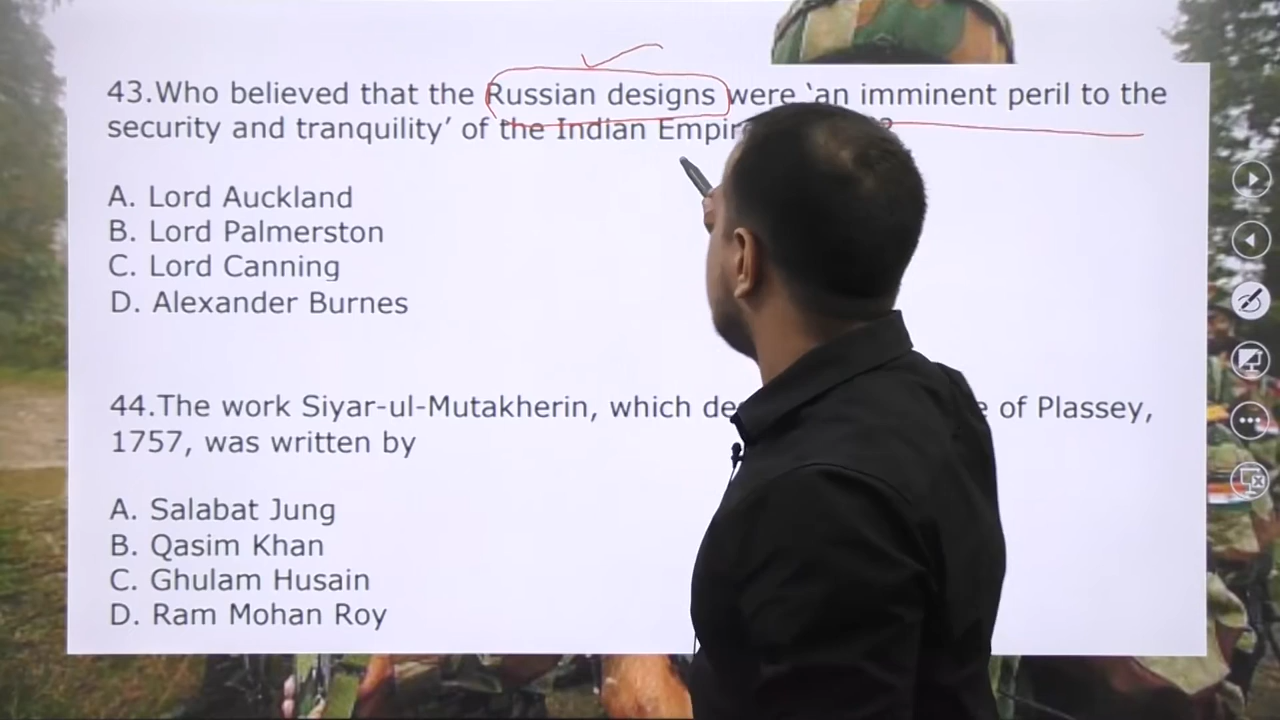 43.Who believed that the Russian designs were ‘an imminent peril to the
security and tranquility’ of the Indian
A. Lord Auckland
B. Lord Palmerston
C. Lord Canning
D. Alexander Burnes
44.The work Siyar-ul-Mutakherin, which of Plassey,
1757, was written by
A. Salabat Jung
B. Qasim Khan
C. Ghulam Husain
D. Ram Mohan Roy